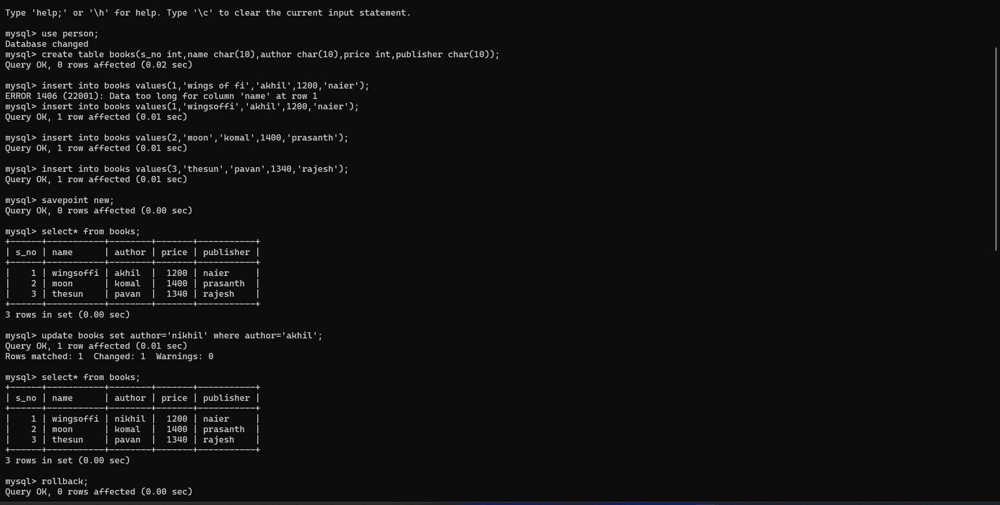 Type 'help;' or '\h' for help. Type '\c' to clear the current input statement.
mysql> use person;
Database changed
mysql> create table books(s_no int,name char(10),author char(10),price int,publisher char(10));
Query OK, 0 rows affected (0.02 sec)
mysql> insert into books values(1,'wings of fi','akhil',1200,'naier');
ERROR 1406 (22001): Data too long for column 'name' at row 1
mysql> insert into books values(1,'wingsoffi','akhil',1200,'naier');
Query OK, 1 row affected (0.01 sec)
mysql> insert into books values(2,'moon','komal',1400,'prasanth');
Query OK, 1 row affected (0.01 sec)
mysql> insert into books values(3,'thesun','pavan',1340,'rajesh');
Query OK, 1 row affected (0.01 sec)
mysql> savepoint new;
Query OK, 0 rows affected (0.00 sec)
mysql> select* from books;
+------+-----------+--------+-------+-----------+
| s_no | name      | author | price | publisher |
+------+-----------+--------+-------+-----------+
|    1 | wingsoffi | akhil  |  1200 | naier     |
|    2 | moon      | komal  |  1400 | prasanth  |
|    3 | thesun    | pavan  |  1340 | rajesh    |
+------+-----------+--------+-------+-----------+
3 rows in set (0.00 sec)
mysql> update books set author='nikhil' where author='akhil';
Query OK, 1 row affected (0.01 sec)
Rows matched: 1  Changed: 1  Warnings: 0
mysql> select* from books;
+------+-----------+--------+-------+-----------+
| s_no | name      | author | price | publisher |
+------+-----------+--------+-------+-----------+
|    1 | wingsoffi | nikhil |  1200 | naier     |
|    2 | moon      | komal  |  1400 | prasanth  |
|    3 | thesun    | pavan  |  1340 | rajesh    |
+------+-----------+--------+-------+-----------+
3 rows in set (0.00 sec)
mysql> rollback;
Query OK, 0 rows affected (0.00 sec)